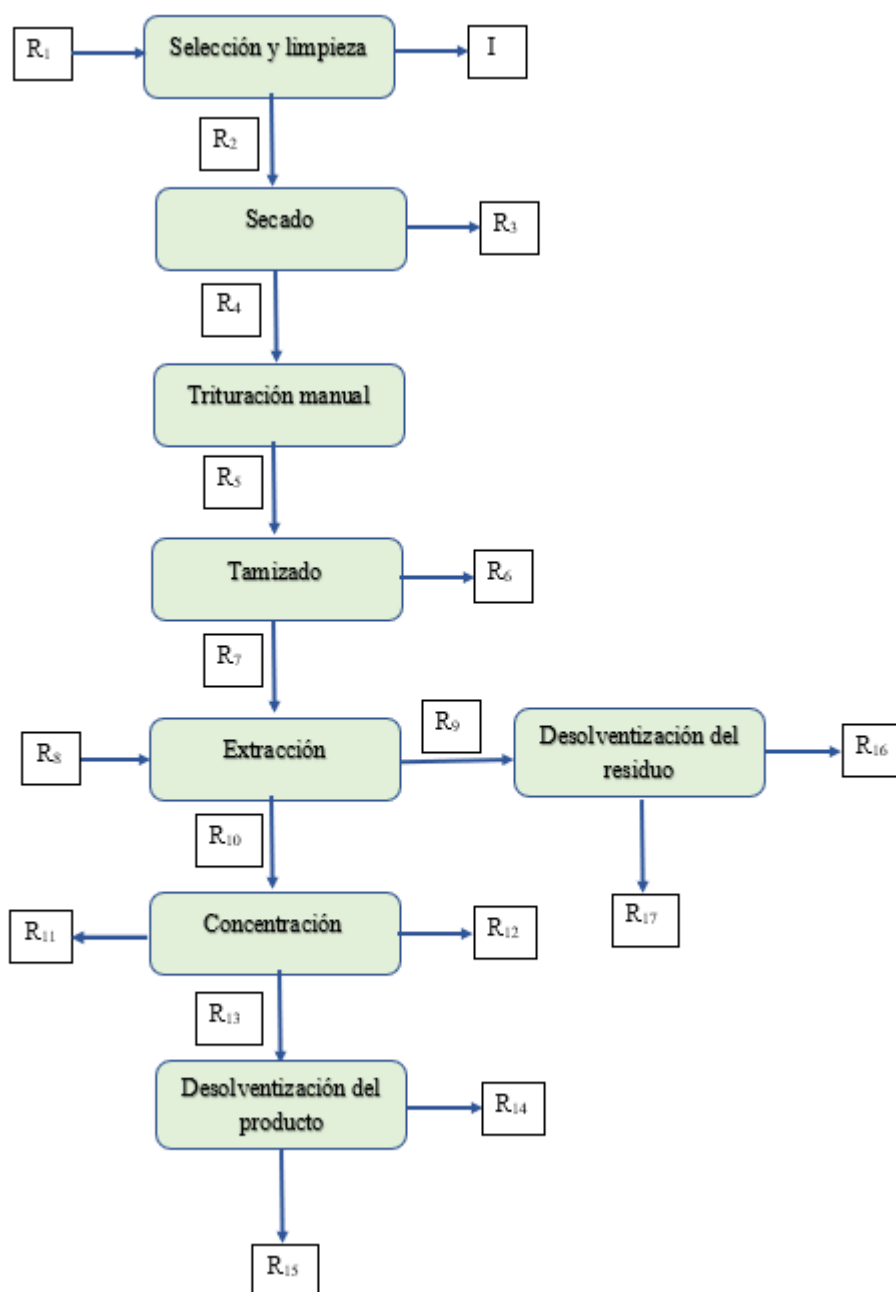 R₁
Selección y limpieza
I
R₂
Secado
R₃
R₄
Trituración manual
R₅
Tamizado
R₆
R₇
R₈
Extracción
R₉
Desolventización del
residuo
R₁₆
R₁₀
R₁₇
R₁₁
Concentración
R₁₂
R₁₃
Desolventización del
producto
R₁₄
R₁₅